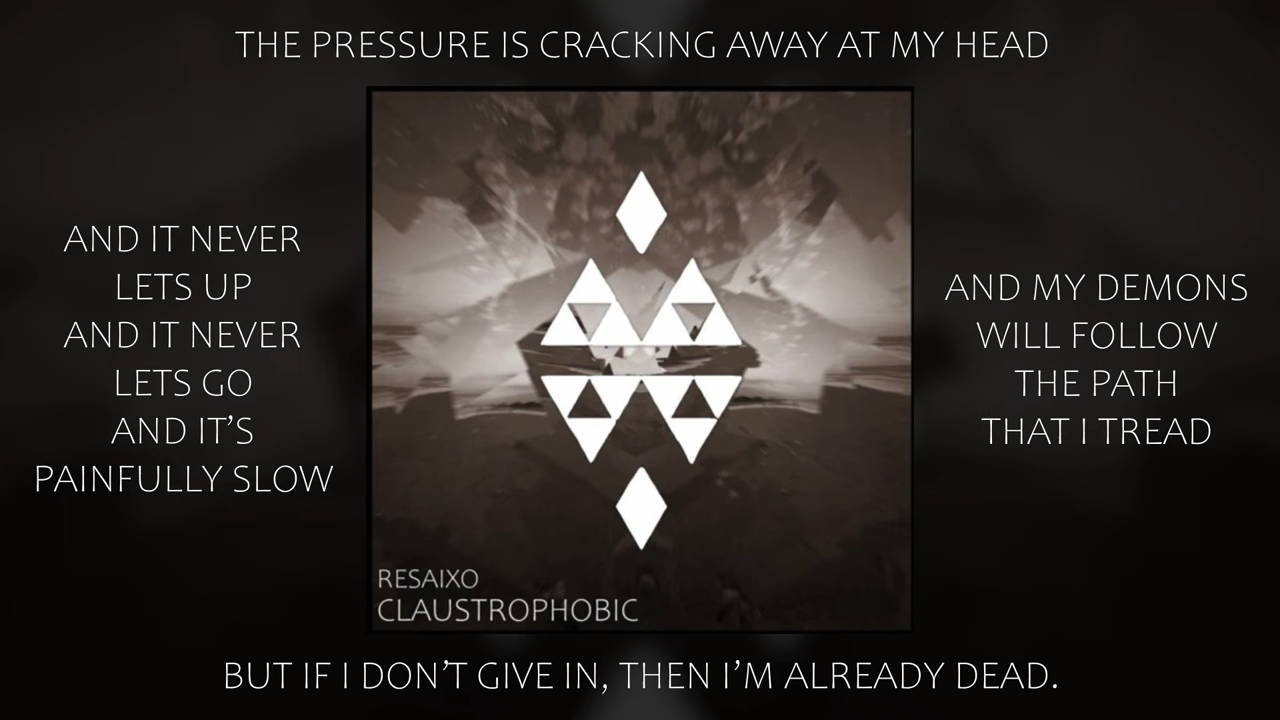 THE PRESSURE IS CRACKING AWAY AT MY HEAD
AND IT NEVER
LETS UP
AND IT NEVER
LETS GO
AND IT’S
PAINFULLY SLOW
AND MY DEMONS
WILL FOLLOW
THE PATH
THAT I TREAD
RESAIXO
CLAUSTROPHOBIC
BUT IF I DON’T GIVE IN, THEN I’M ALREADY DEAD.